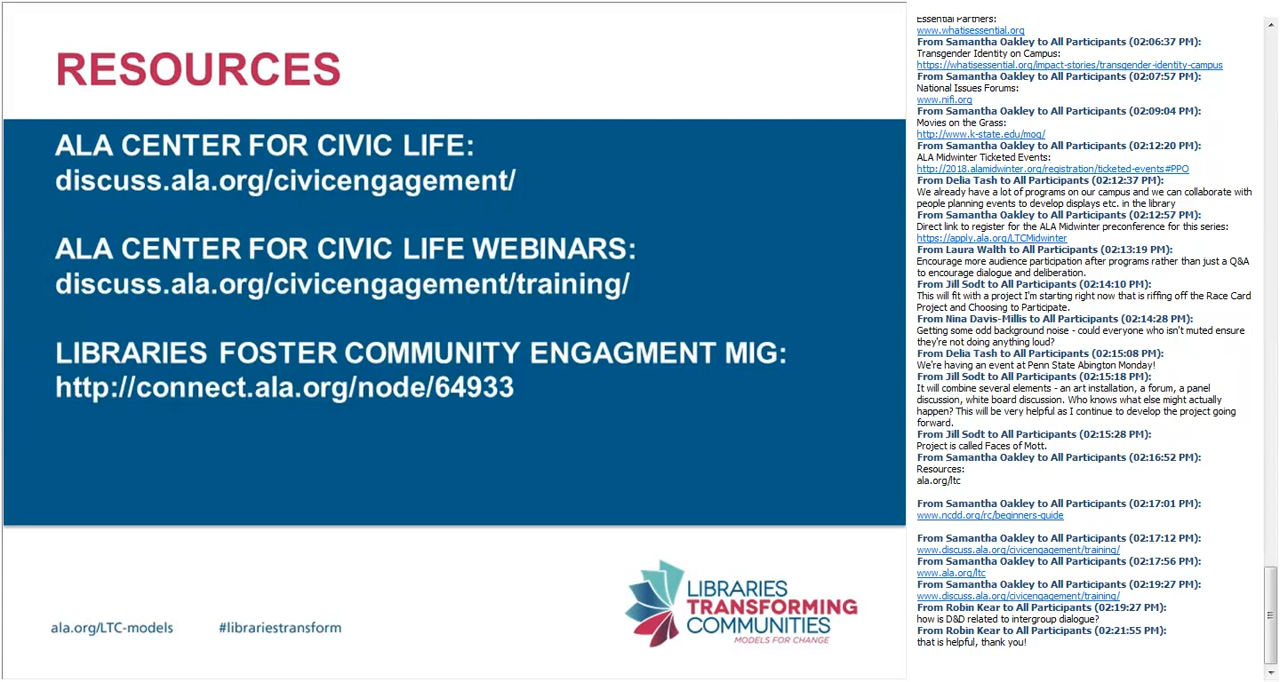 RESOURCES
ALA CENTER FOR CIVIC LIFE:
discuss.ala.org/civicengagement/
ALA CENTER FOR CIVIC LIFE WEBINARS:
discuss.ala.org/civicengagement/training/
LIBRARIES FOSTER COMMUNITY ENGAGMENT MIG:
http://connect.ala.org/node/64933
ala.org/LTC-models
#librariestransform
LIBRARIES
TRANSFORMING
COMMUNITIES
MODELS FOR CHANGE
Essential Partners:
www.whatisessential.org
From Samantha Oakley to All Participants (02:06:37 PM):
Transgender Identity on Campus:
https://whatisessential.org/impact-stories/transgender-identity-campus
From Samantha Oakley to All Participants (02:07:57 PM):
National Issues Forums:
www.nifi.org
From Samantha Oakley to All Participants (02:09:04 PM):
Movies on the Grass:
http://www.k-state.edu/mog/
From Samantha Oakley to All Participants (02:12:20 PM):
ALA Midwinter Ticketed Events:
http://2018.alamidwinter.org/registration/ticketed-events#PPO
From Delia Tash to All Participants (02:12:37 PM):
We already have a lot of programs on our campus and we can collaborate with
people planning events to develop displays etc. in the library
From Samantha Oakley to All Participants (02:12:57 PM):
Direct link to register for the ALA Midwinter preconference for this series:
https://apply.ala.org/LTCMidwinter
From Laura Walth to All Participants (02:13:19 PM):
Encourage more audience participation after programs rather than just a Q&A
to encourage dialogue and deliberation.
From Jill Sodt to All Participants (02:14:10 PM):
This will fit with a project I'm starting right now that is riffing off the Race Card
Project and Choosing to Participate.
From Nina Davis-Millis to All Participants (02:14:28 PM):
Getting some odd background noise - could everyone who isn't muted ensure
they're not doing anything loud?
From Delia Tash to All Participants (02:15:08 PM):
We're having an event at Penn State Abington Monday!
From Jill Sodt to All Participants (02:15:18 PM):
It will combine several elements - an art installation, a forum, a panel
discussion, white board discussion. Who knows what else might actually
happen? This will be very helpful as I continue to develop the project going
forward.
From Jill Sodt to All Participants (02:15:28 PM):
Project is called Faces of Mott.
From Samantha Oakley to All Participants (02:16:52 PM):
Resources:
ala.org/ltc
From Samantha Oakley to All Participants (02:17:01 PM):
www.ncdd.org/rc/beginners-guide
From Samantha Oakley to All Participants (02:17:12 PM):
www.discuss.ala.org/civicengagement/training/
From Samantha Oakley to All Participants (02:17:56 PM):
www.ala.org/ltc
From Samantha Oakley to All Participants (02:19:27 PM):
www.discuss.ala.org/civicengagement/training/
From Robin Kear to All Participants (02:19:27 PM):
how is D&D related to intergroup dialogue?
From Robin Kear to All Participants (02:21:55 PM):
that is helpful, thank you!